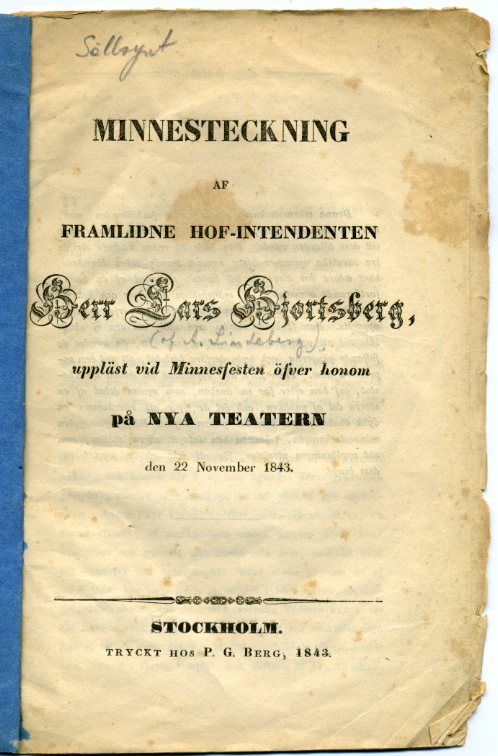 Sällsynt
MINNESTECKNING
AF
FRAMLIDNE HOF-INTENDENTEN
Herr Lars Hjortsberg,
(af A. Lindeberg)
uppläst vid Minnesfesten öfver honom
på NYA TEATERN
den 22 November 1843.
STOCKHOLM.
TRYCKT HOS P. G. BERG, 1843.